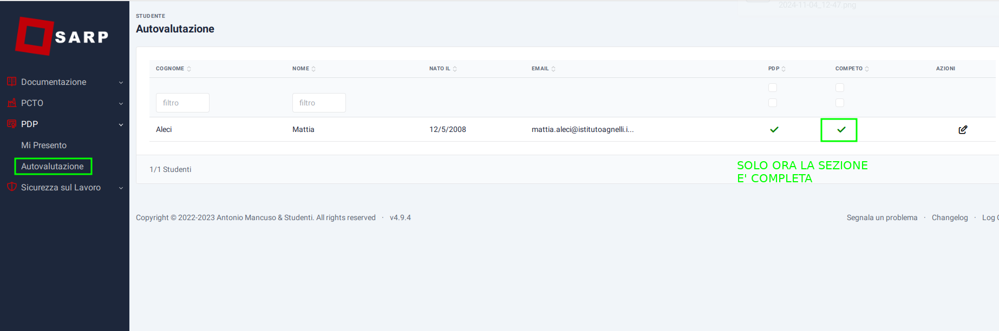 2024-11-04_12-47.png
STUDENTE
Autovalutazione
SARP
COGNOME NOME NATO IL EMAIL PDP COMPETO AZIONI
Documentazione
filtro filtro
PCTO
PDP
Aleci Mattia 12/5/2008 mattia.aleci@istitutoagnelli.i...
Mi Presento
Autovalutazione
1/1 Studenti
SOLO ORA LA SEZIONE
E' COMPLETA
Sicurezza sul Lavoro
Copyright © 2022-2023 Antonio Mancuso & Studenti. All rights reserved · v4.9.4
Segnala un problema · Changelog · Log